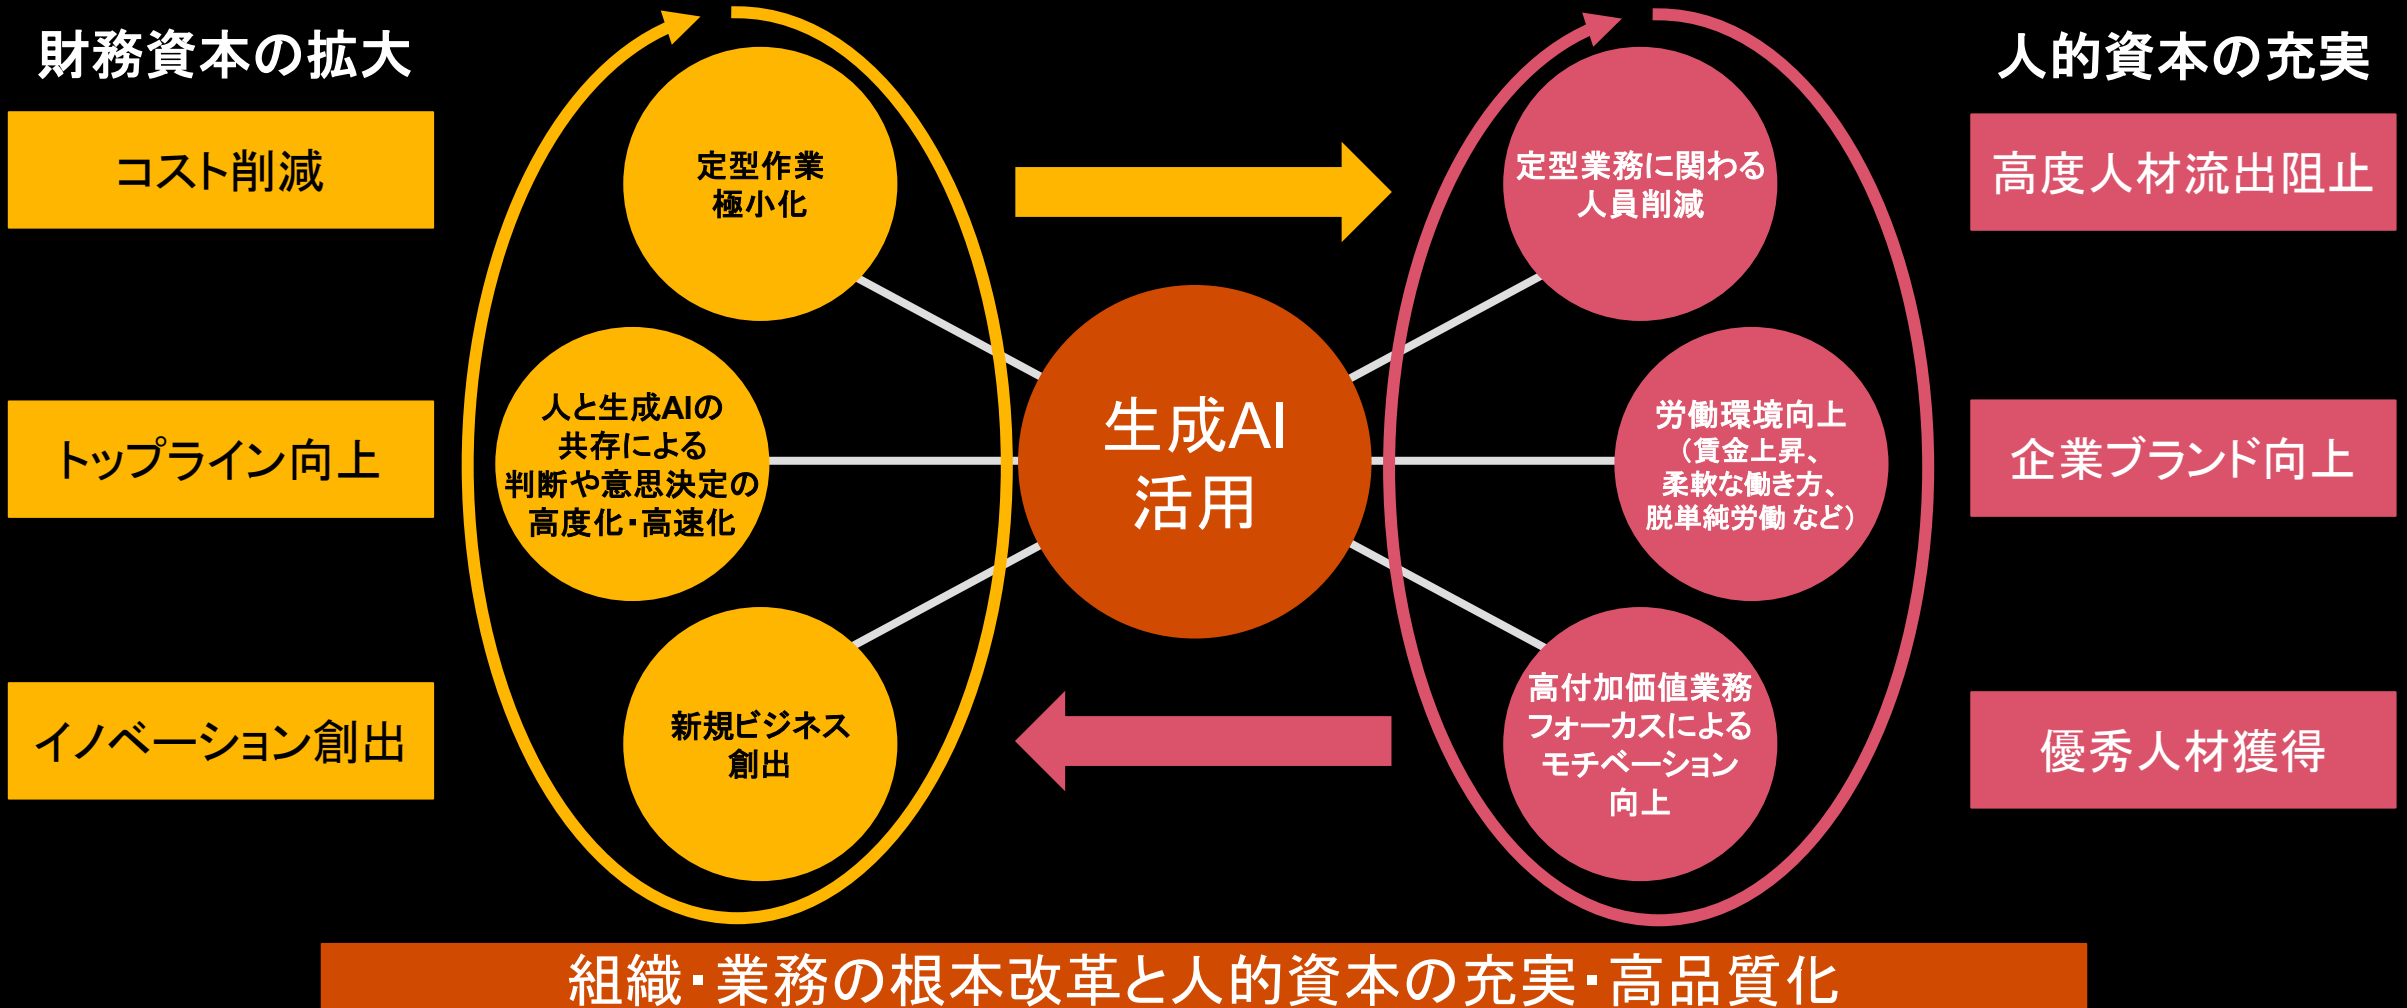 財務資本の拡大
コスト削減
トップライン向上
イノベーション創出
定型作業
極小化
人と生成AIの
共存による
判断や意思決定の
高度化・高速化
新規ビジネス
創出
生成AI
活用
定型業務に関わる
人員削減
労働環境向上
（賃金上昇、
柔軟な働き方、
脱単純労働 など）
高付加価値業務
フォーカスによる
モチベーション
向上
人的資本の充実
高度人材流出阻止
企業ブランド向上
優秀人材獲得
組織・業務の根本改革と人的資本の充実・高品質化